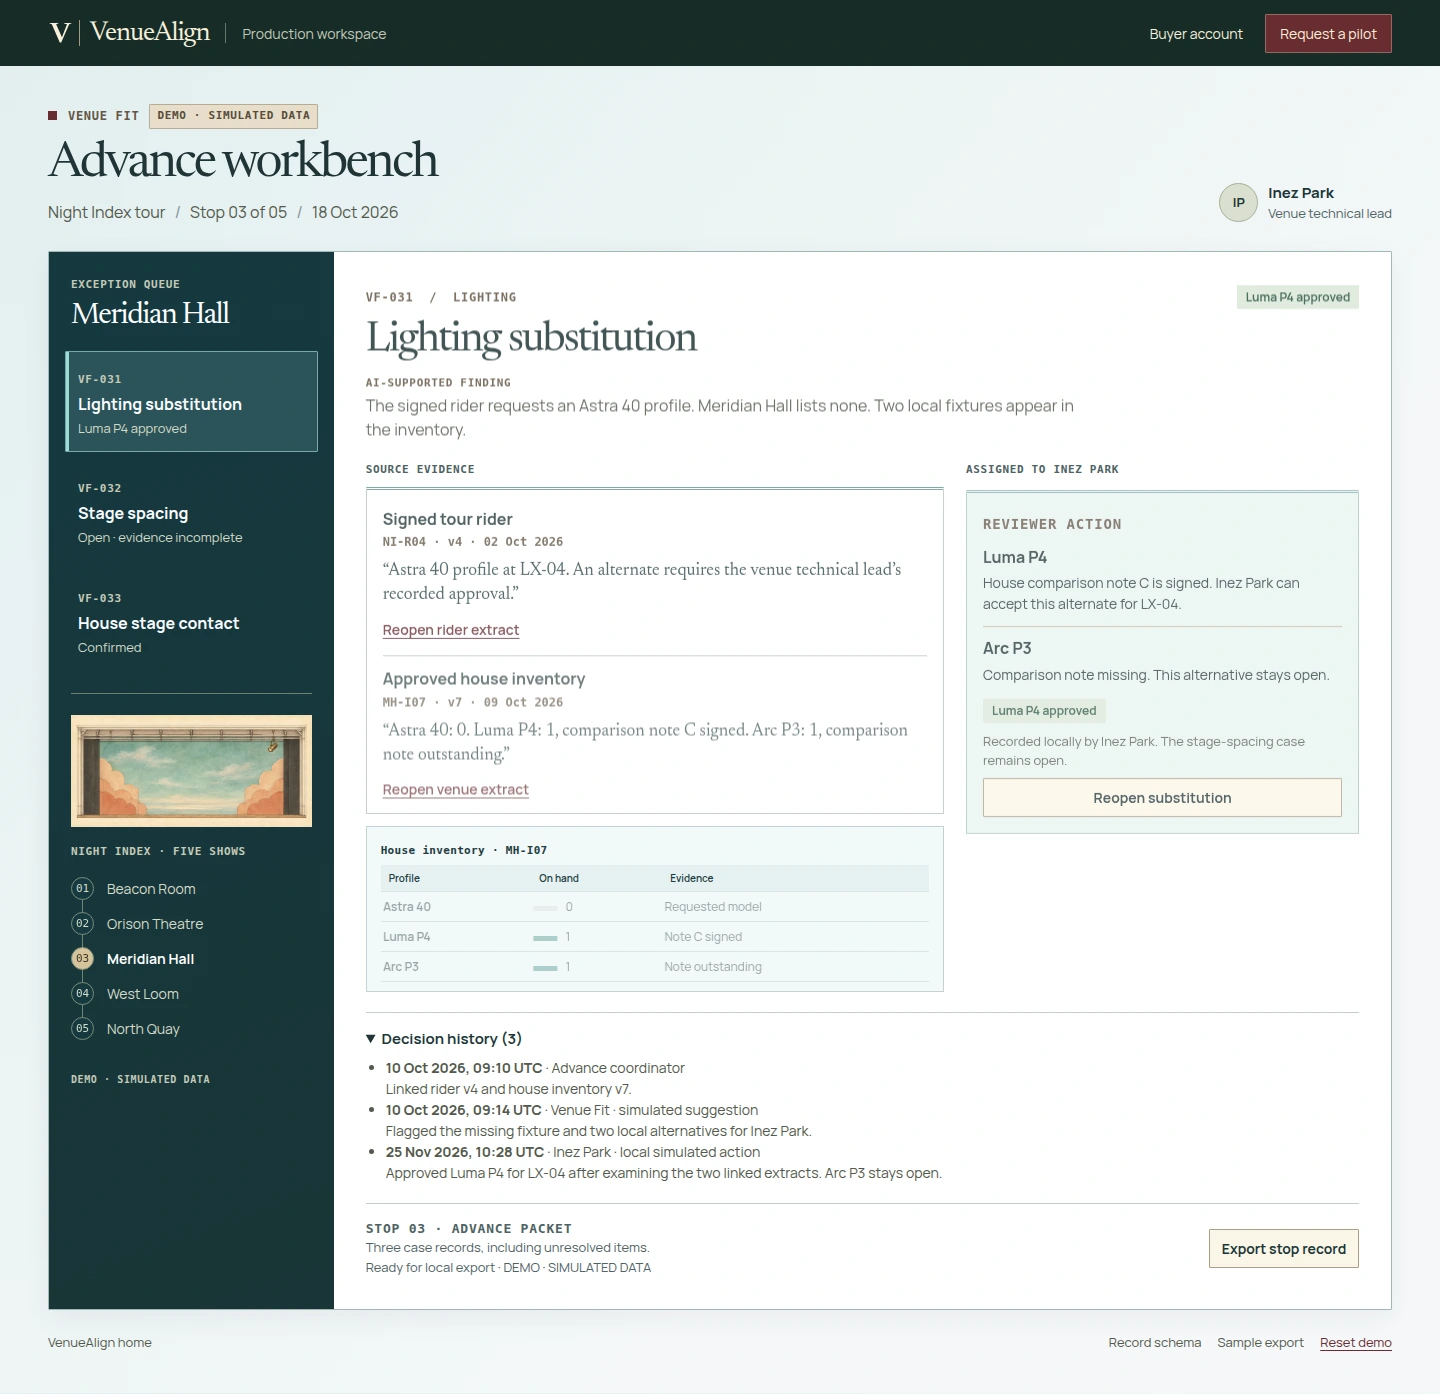 V VenueAlign Production workspace Buyer account Request a pilot
VENUE FIT DEMO · SIMULATED DATA
Advance workbench
Night Index tour / Stop 03 of 05 / 18 Oct 2026
IP Inez Park
Venue technical lead
EXCEPTION QUEUE
Meridian Hall
VF-031
Lighting substitution
Luma P4 approved
VF-032
Stage spacing
Open · evidence incomplete
VF-033
House stage contact
Confirmed
NIGHT INDEX · FIVE SHOWS
01 Beacon Room
02 Orison Theatre
03 Meridian Hall
04 West Loom
05 North Quay
DEMO · SIMULATED DATA
VF-031 / LIGHTING
Luma P4 approved
Lighting substitution
AI-SUPPORTED FINDING
The signed rider requests an Astra 40 profile. Meridian Hall lists none. Two local fixtures appear in
the inventory.
SOURCE EVIDENCE
Signed tour rider
NI-R04 · v4 · 02 Oct 2026
“Astra 40 profile at LX-04. An alternate requires the venue technical lead’s
recorded approval.”
Reopen rider extract
Approved house inventory
MH-I07 · v7 · 09 Oct 2026
“Astra 40: 0. Luma P4: 1, comparison note C signed. Arc P3: 1, comparison
note outstanding.”
Reopen venue extract
House inventory · MH-I07
Profile On hand Evidence
Astra 40 0 Requested model
Luma P4 1 Note C signed
Arc P3 1 Note outstanding
ASSIGNED TO INEZ PARK
REVIEWER ACTION
Luma P4
House comparison note C is signed. Inez Park can
accept this alternate for LX-04.
Arc P3
Comparison note missing. This alternative stays open.
Luma P4 approved
Recorded locally by Inez Park. The stage-spacing case
remains open.
Reopen substitution
▼ Decision history (3)
• 10 Oct 2026, 09:10 UTC · Advance coordinator
Linked rider v4 and house inventory v7.
• 10 Oct 2026, 09:14 UTC · Venue Fit · simulated suggestion
Flagged the missing fixture and two local alternatives for Inez Park.
• 25 Nov 2026, 10:28 UTC · Inez Park · local simulated action
Approved Luma P4 for LX-04 after examining the two linked extracts. Arc P3 stays open.
STOP 03 · ADVANCE PACKET
Three case records, including unresolved items.
Ready for local export · DEMO · SIMULATED DATA
Export stop record
VenueAlign home Record schema Sample export Reset demo